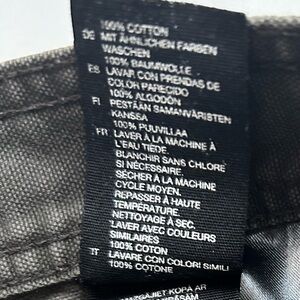 100% COTTON
DE MIT ÄHNLICHEN FARBEN
WASCHEN
100% BAUMWOLLE
ES LAVAR CON PRENDAS DE
COLOR PARECIDO
100% ALGODÓN
FI PESTÄÄN SAMANVÄRISTEN
KANSSA
100% PUUVILLAA
FR LAVER À LA MACHINE À
L'EAU TIÈDE.
BLANCHIR SANS CHLORE
SI NÉCESSAIRE.
SÉCHER À LA MACHINE
CYCLE MOYEN.
REPASSER À HAUTE
TEMPÉRATURE.
NETTOYAGE À SEC.
LAVER AVEC COULEURS
SIMILAIRES
100% COTON
IT LAVARE CON COLORI SIMILI
100% COTONE
KOPĀ AR